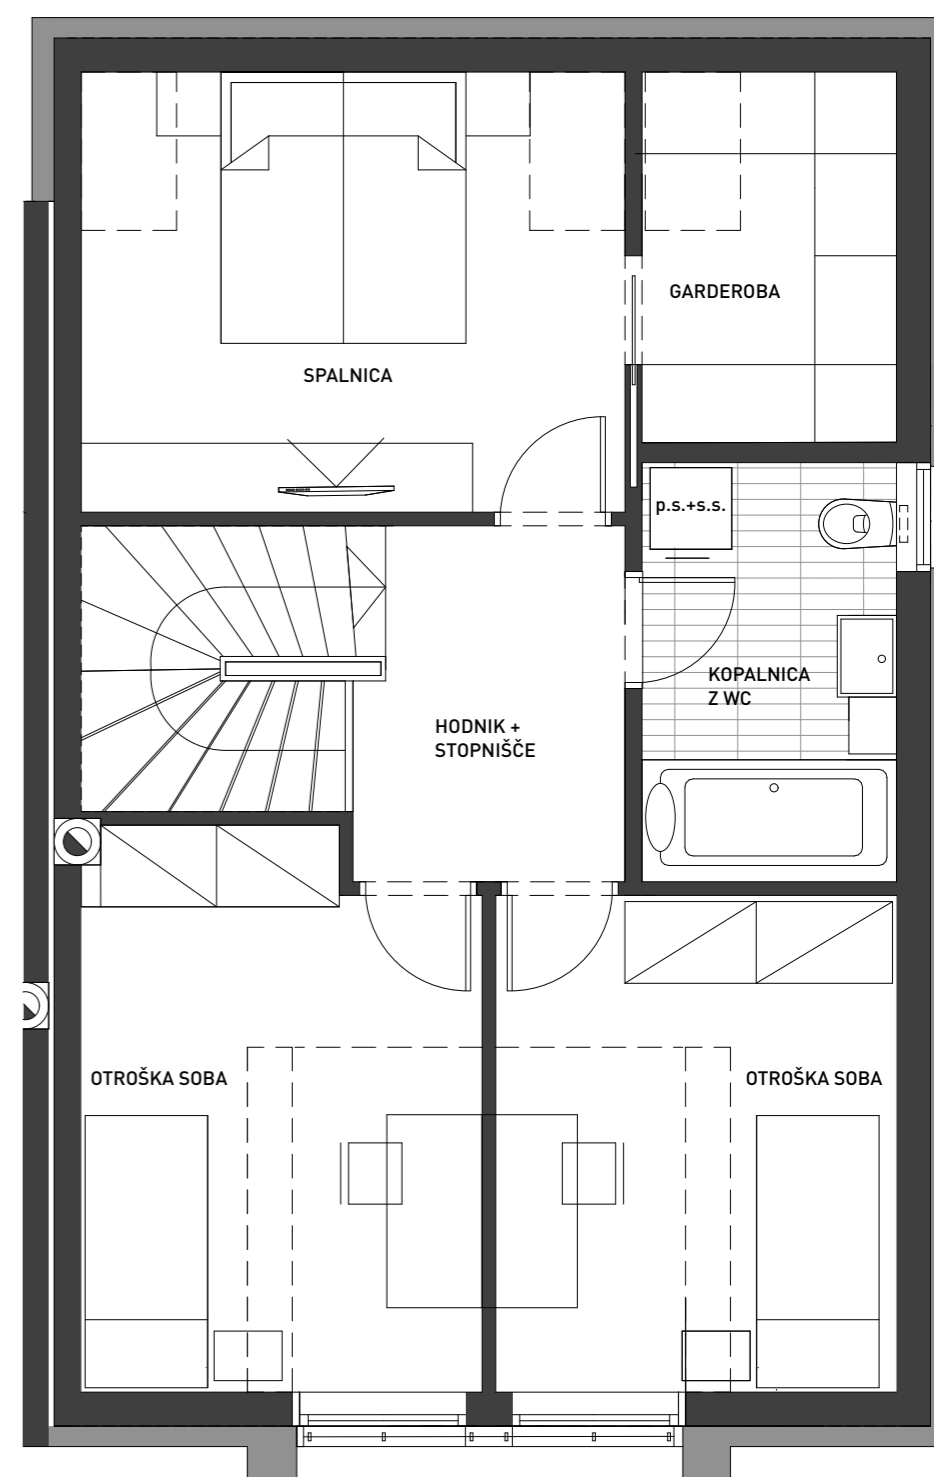 GARDEROBA
SPALNICA
p.s.+s.s.
KOPALNICA
Z WC
HODNIK +
STOPNIŠČE
OTROŠKA SOBA
OTROŠKA SOBA